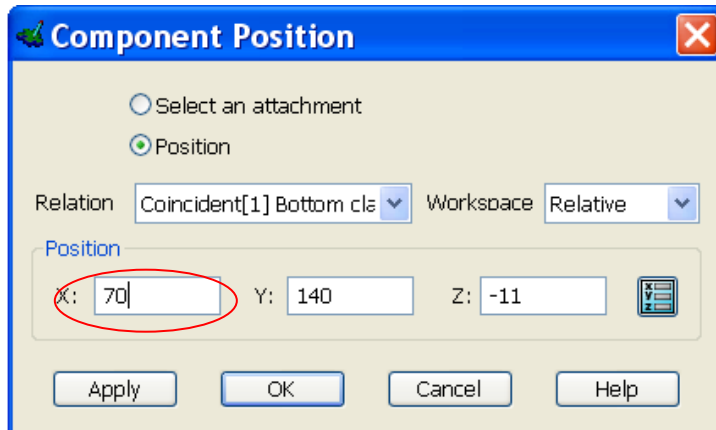 Component Position
Select an attachment
Position
Relation Coincident[1] Bottom cla Workspace Relative
Position
X: 70 Y: 140 Z: -11
X
Y
Z
Apply OK Cancel Help